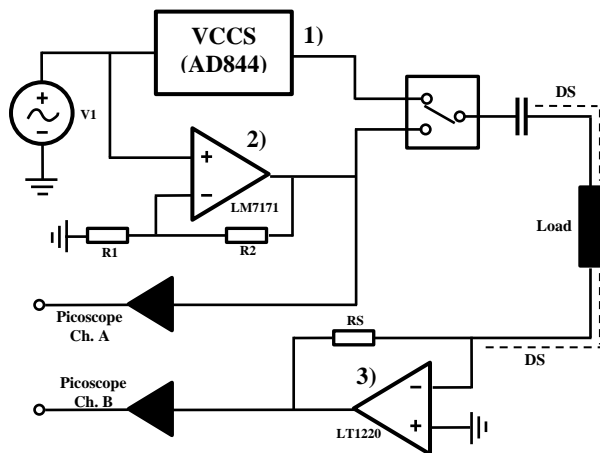 VCCS
(AD844)
1)
DS
V1
2)
LM7171
R1
R2
Load
Picoscope
Ch. A
RS
DS
Picoscope
Ch. B
3)
LT1220